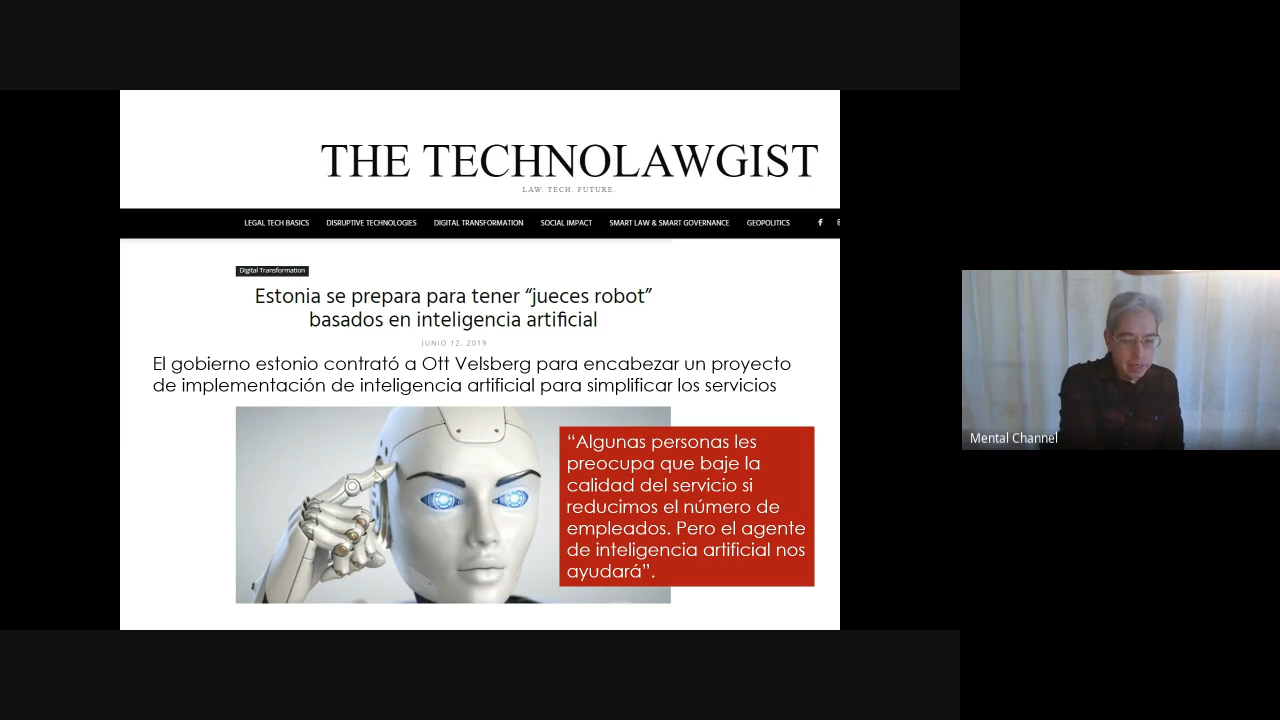 THE TECHNOLAWGIST
LAW. TECH. FUTURE.
LEGAL TECH BASICS DISRUPTIVE TECHNOLOGIES DIGITAL TRANSFORMATION SOCIAL IMPACT SMART LAW & SMART GOVERNANCE GEOPOLITICS
Digital Transformation
Estonia se prepara para tener “jueces robot”
basados en inteligencia artificial
JUNIO 12, 2019
El gobierno estonio contrató a Ott Velsberg para encabezar un proyecto
de implementación de inteligencia artificial para simplificar los servicios
“Algunas personas les
preocupa que baje la
calidad del servicio si
reducimos el número de
empleados. Pero el agente
de inteligencia artificial nos
ayudará”.
Mental Channel